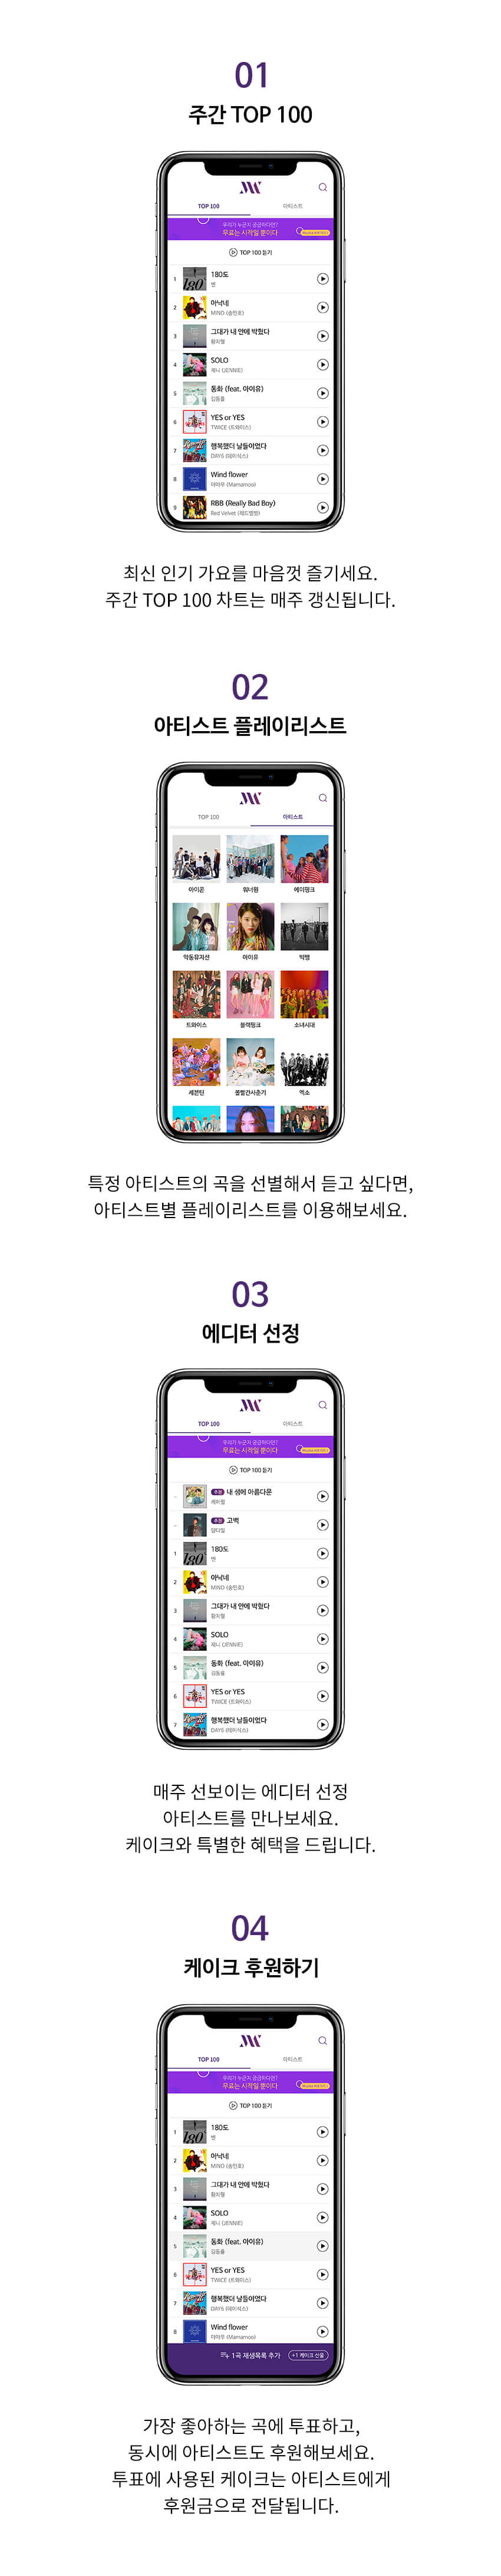 01
주간 TOP 100
TOP 100
아티스트
우리가 누군지 궁금하다면?
무료는 시작일 뿐이다
TOP 100 듣기
1
180도
벤
2
아낙네
MINO (송민호)
3
그대가 내 안에 박혔다
황치열
4
SOLO
제니 (JENNIE)
5
동화 (feat. 아이유)
김동률
6
YES or YES
TWICE (트와이스)
7
행복했던 날들이었다
DAY6 (데이식스)
8
Wind flower
마마무 (Mamamoo)
9
RBB (Really Bad Boy)
Red Velvet (레드벨벳)
최신 인기 가요를 마음껏 즐기세요.
주간 TOP 100 차트는 매주 갱신됩니다.
02
아티스트 플레이리스트
TOP 100
아티스트
아이콘
워너원
에이핑크
악동뮤지션
아이유
빅뱅
트와이스
블랙핑크
소녀시대
세븐틴
볼빨간사춘기
엑소
특정 아티스트의 곡을 선별해서 듣고 싶다면,
아티스트별 플레이리스트를 이용해보세요.
03
에디터 선정
TOP 100
아티스트
우리가 누군지 궁금하다면?
무료는 시작일 뿐이다
TOP 100 듣기
추천 내 생에 아름다운
케이윌
추천 고백
양다일
1
180도
벤
2
아낙네
MINO (송민호)
3
그대가 내 안에 박혔다
황치열
4
SOLO
제니 (JENNIE)
5
동화 (feat. 아이유)
김동률
6
YES or YES
TWICE (트와이스)
7
행복했던 날들이었다
DAY6 (데이식스)
매주 선보이는 에디터 선정
아티스트를 만나보세요.
케이크와 특별한 혜택을 드립니다.
04
케이크 후원하기
TOP 100
아티스트
우리가 누군지 궁금하다면?
무료는 시작일 뿐이다
TOP 100 듣기
1
180도
벤
2
아낙네
MINO (송민호)
3
그대가 내 안에 박혔다
황치열
4
SOLO
제니 (JENNIE)
5
동화 (feat. 아이유)
김동률
6
YES or YES
TWICE (트와이스)
7
행복했던 날들이었다
DAY6 (데이식스)
8
Wind flower
마마무 (Mamamoo)
1곡 재생목록 추가
+1 케이크 선물
가장 좋아하는 곡에 투표하고,
동시에 아티스트도 후원해보세요.
투표에 사용된 케이크는 아티스트에게
후원금으로 전달됩니다.